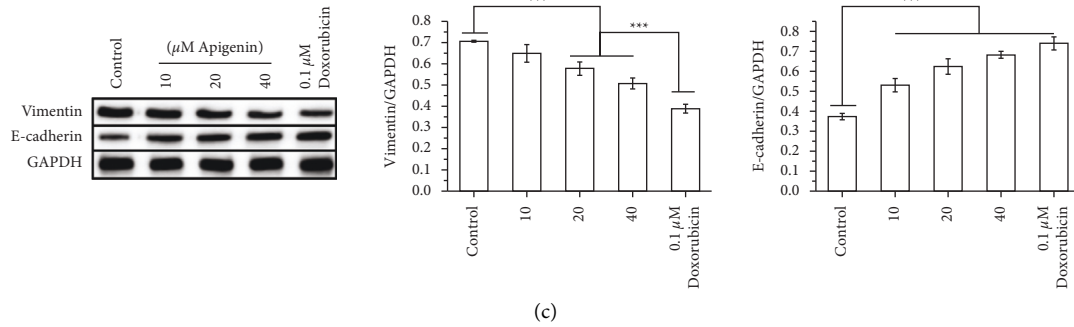 Control
(μM Apigenin)
10
20
40
0.1 μM
Doxorubicin
Vimentin
E-cadherin
GAPDH
Vimentin/GAPDH
0.8
0.7
0.6
0.5
0.4
0.3
0.2
0.1
0.0
***
Control
10
20
40
0.1 μM
Doxorubicin
E-cadherin/GAPDH
0.8
0.7
0.6
0.5
0.4
0.3
0.2
0.1
0.0
Control
10
20
40
0.1 μM
Doxorubicin
(c)